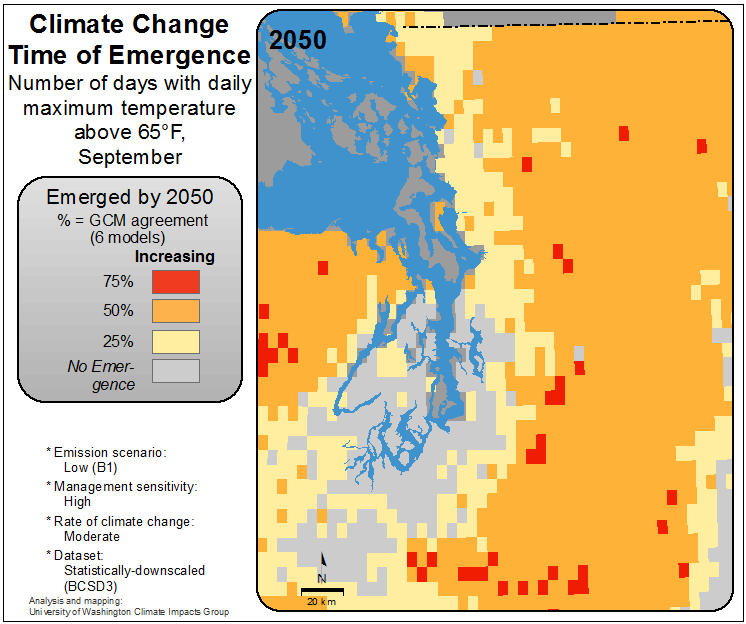 Climate Change
Time of Emergence
Number of days with daily
maximum temperature
above 65°F,
September
Emerged by 2050
% = GCM agreement
(6 models)
Increasing
75%
50%
25%
No Emer-
gence
* Emission scenario:
Low (B1)
* Management sensitivity:
High
* Rate of climate change:
Moderate
* Dataset:
Statistically-downscaled
(BCSD3)
Analysis and mapping:
University of Washington Climate Impacts Group
2050
N
20 km